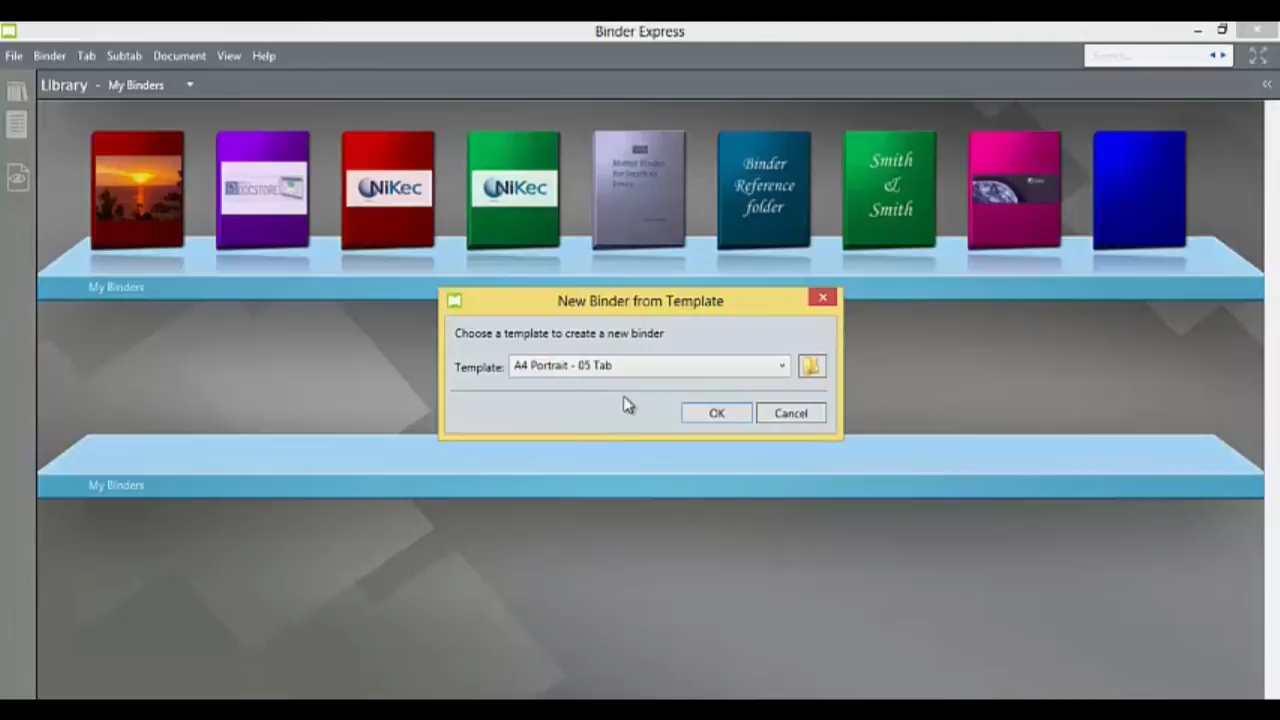 Binder Express
File Binder Tab Subtab Document View Help
Search...
Library - My Binders
DOCSTORE
NiKec
NiKec
Binder
Reference
folder
Smith
&
Smith
My Binders
New Binder from Template
Choose a template to create a new binder
Template: A4 Portrait - 05 Tab
OK Cancel
My Binders